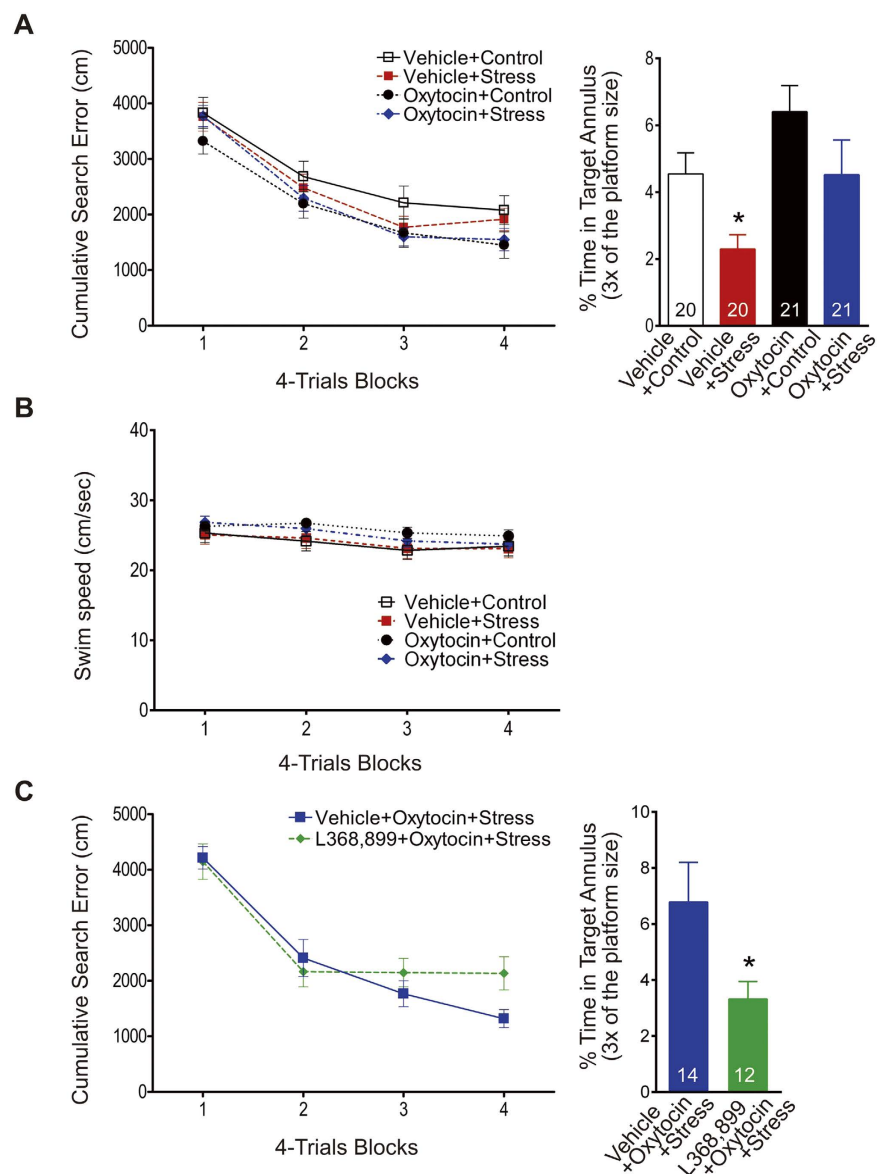 A
Cumulative Search Error (cm)
5000
4000
3000
2000
1000
0
1 2 3 4
4-Trials Blocks
Vehicle+Control
Vehicle+Stress
Oxytocin+Control
Oxytocin+Stress
% Time in Target Annulus
(3x of the platform size)
8
6
4
2
0
*
20 20 21 21
Vehicle
+Control
Vehicle
+Stress
Oxytocin
+Control
Oxytocin
+Stress
B
Swim speed (cm/sec)
40
30
20
10
0
Vehicle+Control
Vehicle+Stress
Oxytocin+Control
Oxytocin+Stress
1 2 3 4
4-Trials Blocks
C
Cumulative Search Error (cm)
5000
4000
3000
2000
1000
0
Vehicle+Oxytocin+Stress
L368,899+Oxytocin+Stress
1 2 3 4
4-Trials Blocks
% Time in Target Annulus
(3x of the platform size)
10
8
6
4
2
0
*
14 12
Vehicle
+Oxytocin
+Stress
L368,899
+Oxytocin
+Stress